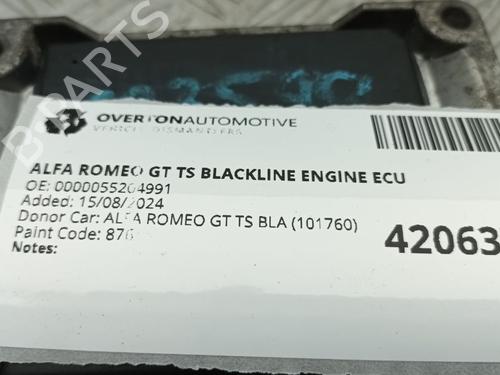 OVERTONAUTOMOTIVE
VEHICLE DISMANTLERS
ALFA ROMEO GT TS BLACKLINE ENGINE ECU
OE: 0000055204991
Added: 15/08/2024
Donor Car: ALFA ROMEO GT TS BLA (101760)
Paint Code: 876
Notes:
42063
B-PARTS